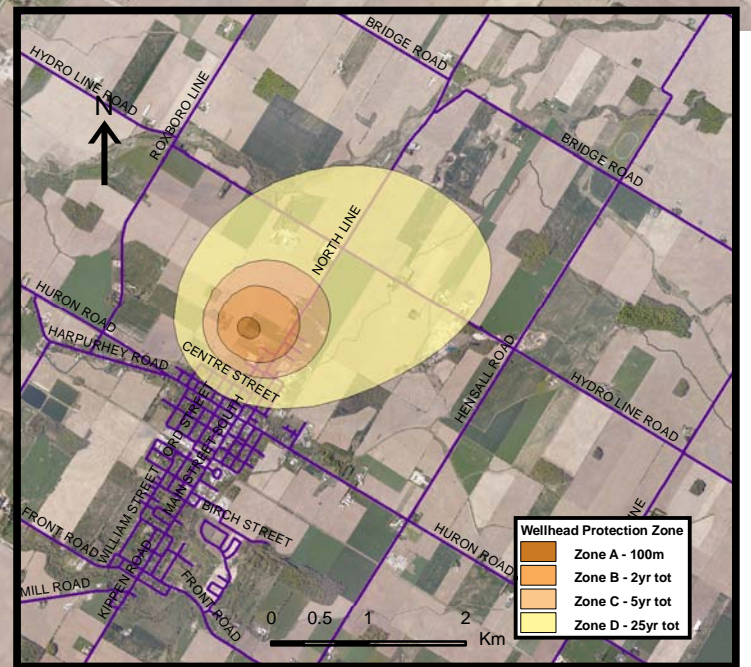 BRIDGE ROAD
HYDRO LINE ROAD
ROXBORO LINE
N
BRIDGE ROAD
NORTH LINE
HURON ROAD
HARPURHEY ROAD
CENTRE STREET
HENSALL ROAD
HYDRO LINE ROAD
ORD STREET
MAIN STREET SOUTH
WILLIAM STREET
BIRCH STREET
HURON ROAD
FRONT ROAD
MILL ROAD
KIPPEN ROAD
FRONT ROAD
INE
Wellhead Protection Zone
Zone A - 100m
Zone B - 2yr tot
Zone C - 5yr tot
Zone D - 25yr tot
0 0.5 1 2
Km